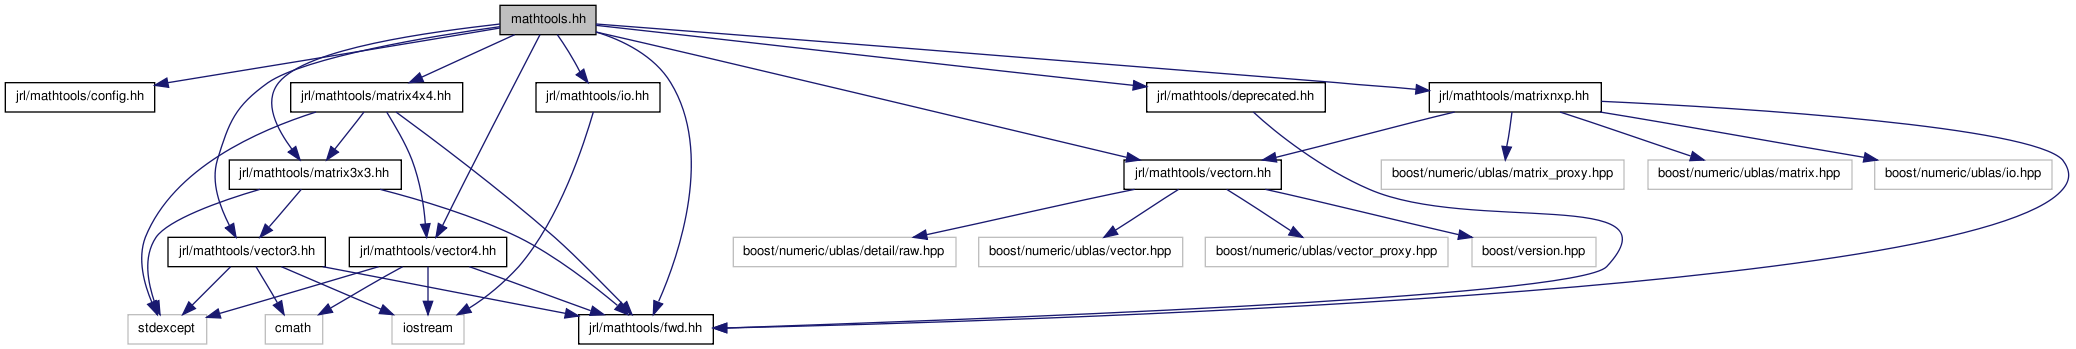 mathtools.hh
jrl/mathtools/config.hh
jrl/mathtools/matrix4x4.hh
jrl/mathtools/io.hh
jrl/mathtools/deprecated.hh
jrl/mathtools/matrixnxp.hh
jrl/mathtools/matrix3x3.hh
jrl/mathtools/vectorn.hh
boost/numeric/ublas/matrix_proxy.hpp
boost/numeric/ublas/matrix.hpp
boost/numeric/ublas/io.hpp
jrl/mathtools/vector3.hh
jrl/mathtools/vector4.hh
boost/numeric/ublas/detail/raw.hpp
boost/numeric/ublas/vector.hpp
boost/numeric/ublas/vector_proxy.hpp
boost/version.hpp
stdexcept
cmath
iostream
jrl/mathtools/fwd.hh